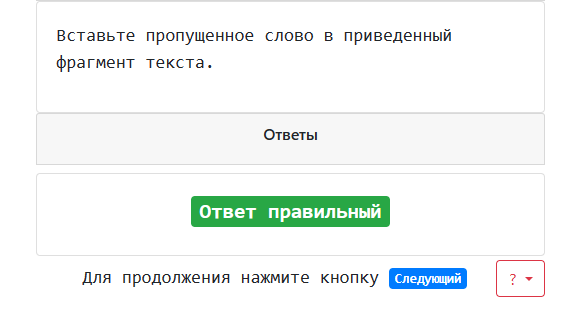 Вставьте пропущенное слово в приведенный
фрагмент текста.
Ответы
Ответ правильный
Для продолжения нажмите кнопку Следующий
?